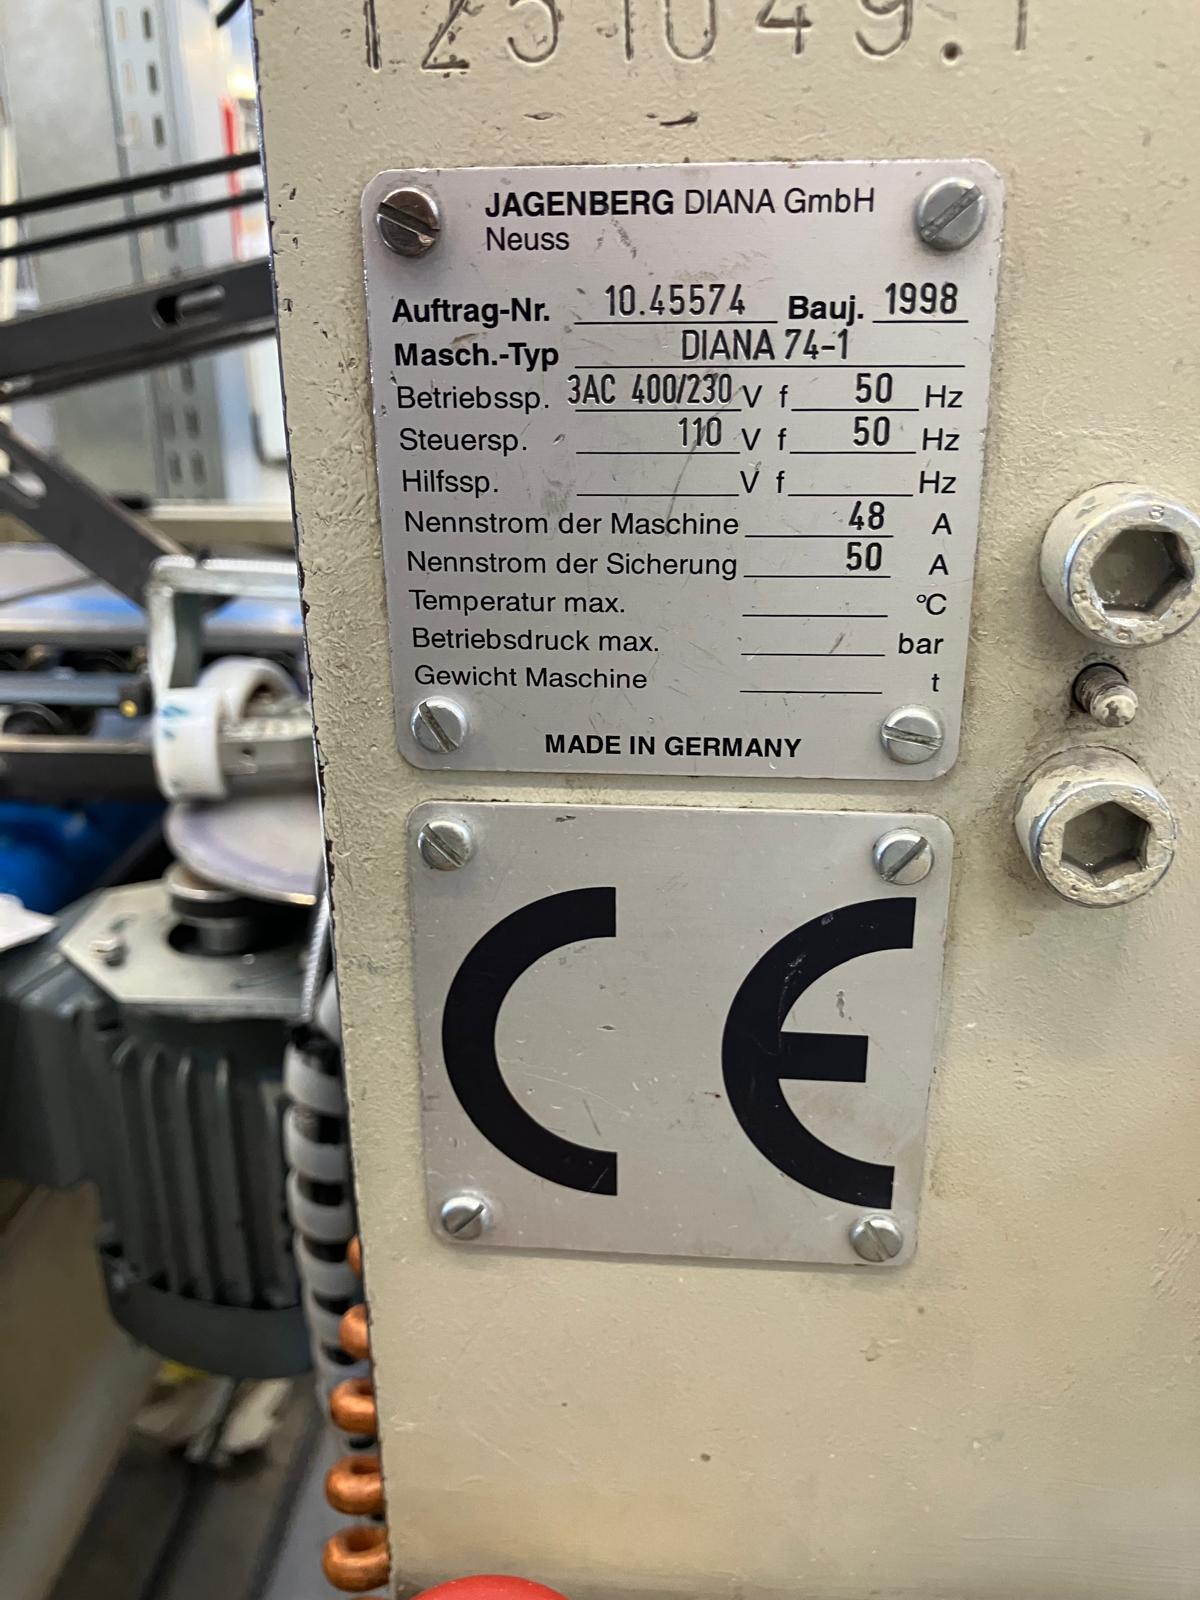 JAGENBERG DIANA GmbH
Neuss
Auftrag-Nr. 10.45574 Bauj. 1998
Masch.-Typ DIANA 74-1
Betriebssp. 3AC 400/230 V f 50 Hz
Steuersp. 110 V f 50 Hz
Hilfssp. V f Hz
Nennstrom der Maschine 48 A
Nennstrom der Sicherung 50 A
Temperatur max. °C
Betriebsdruck max. bar
Gewicht Maschine t
MADE IN GERMANY
CE